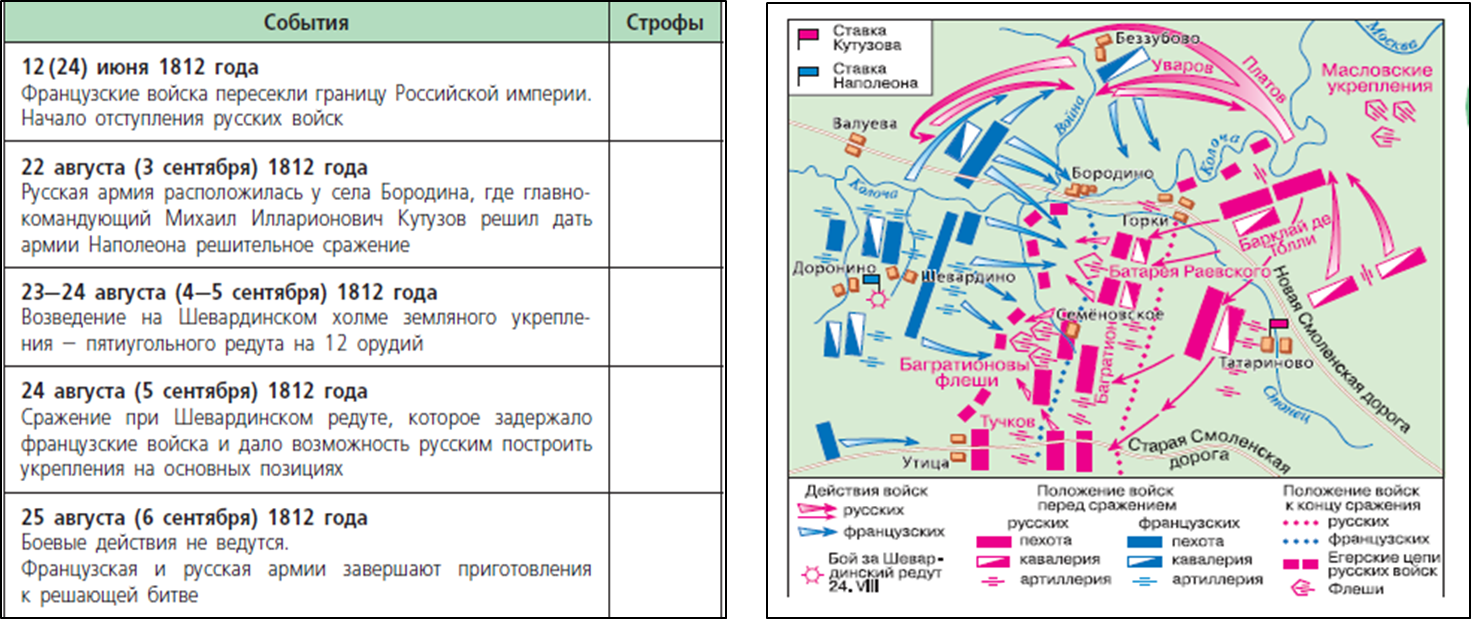 События
Строфы
12 (24) июня 1812 года
Французские войска пересекли границу Российской империи.
Начало отступления русских войск
22 августа (3 сентября) 1812 года
Русская армия расположилась у села Бородина, где главно-
командующий Михаил Илларионович Кутузов решил дать
армии Наполеона решительное сражение
23—24 августа (4—5 сентября) 1812 года
Возведение на Шевардинском холме земляного укрепле-
ния – пятиугольного редута на 12 орудий
24 августа (5 сентября) 1812 года
Сражение при Шевардинском редуте, которое задержало
французские войска и дало возможность русским построить
укрепления на основных позициях
25 августа (6 сентября) 1812 года
Боевые действия не ведутся.
Французская и русская армии завершают приготовления
к решающей битве
Ставка
Кутузова
Ставка
Наполеона
Беззубово
Уваров
Платов
Москва
Масловские
укрепления
Валуева
Война
Колоча
Колоча
Бородино
Горки
Барклай де
Толли
Доронино
Шевардино
Батарея Раевского
Семёновское
Новая Смоленская дорога
Багратионовы
флеши
Багратион
Татариново
Стонец
Тучков
Утица
Старая Смоленская
дорога
Действия войск
русских
французских
Бой за Шевар-
динский редут
24. VIII
Положение войск
перед сражением
русских
французских
пехота
пехота
кавалерия
кавалерия
артиллерия
артиллерия
Положение войск
к концу сражения
русских
французских
Егерские цепи
русских войск
Флеши